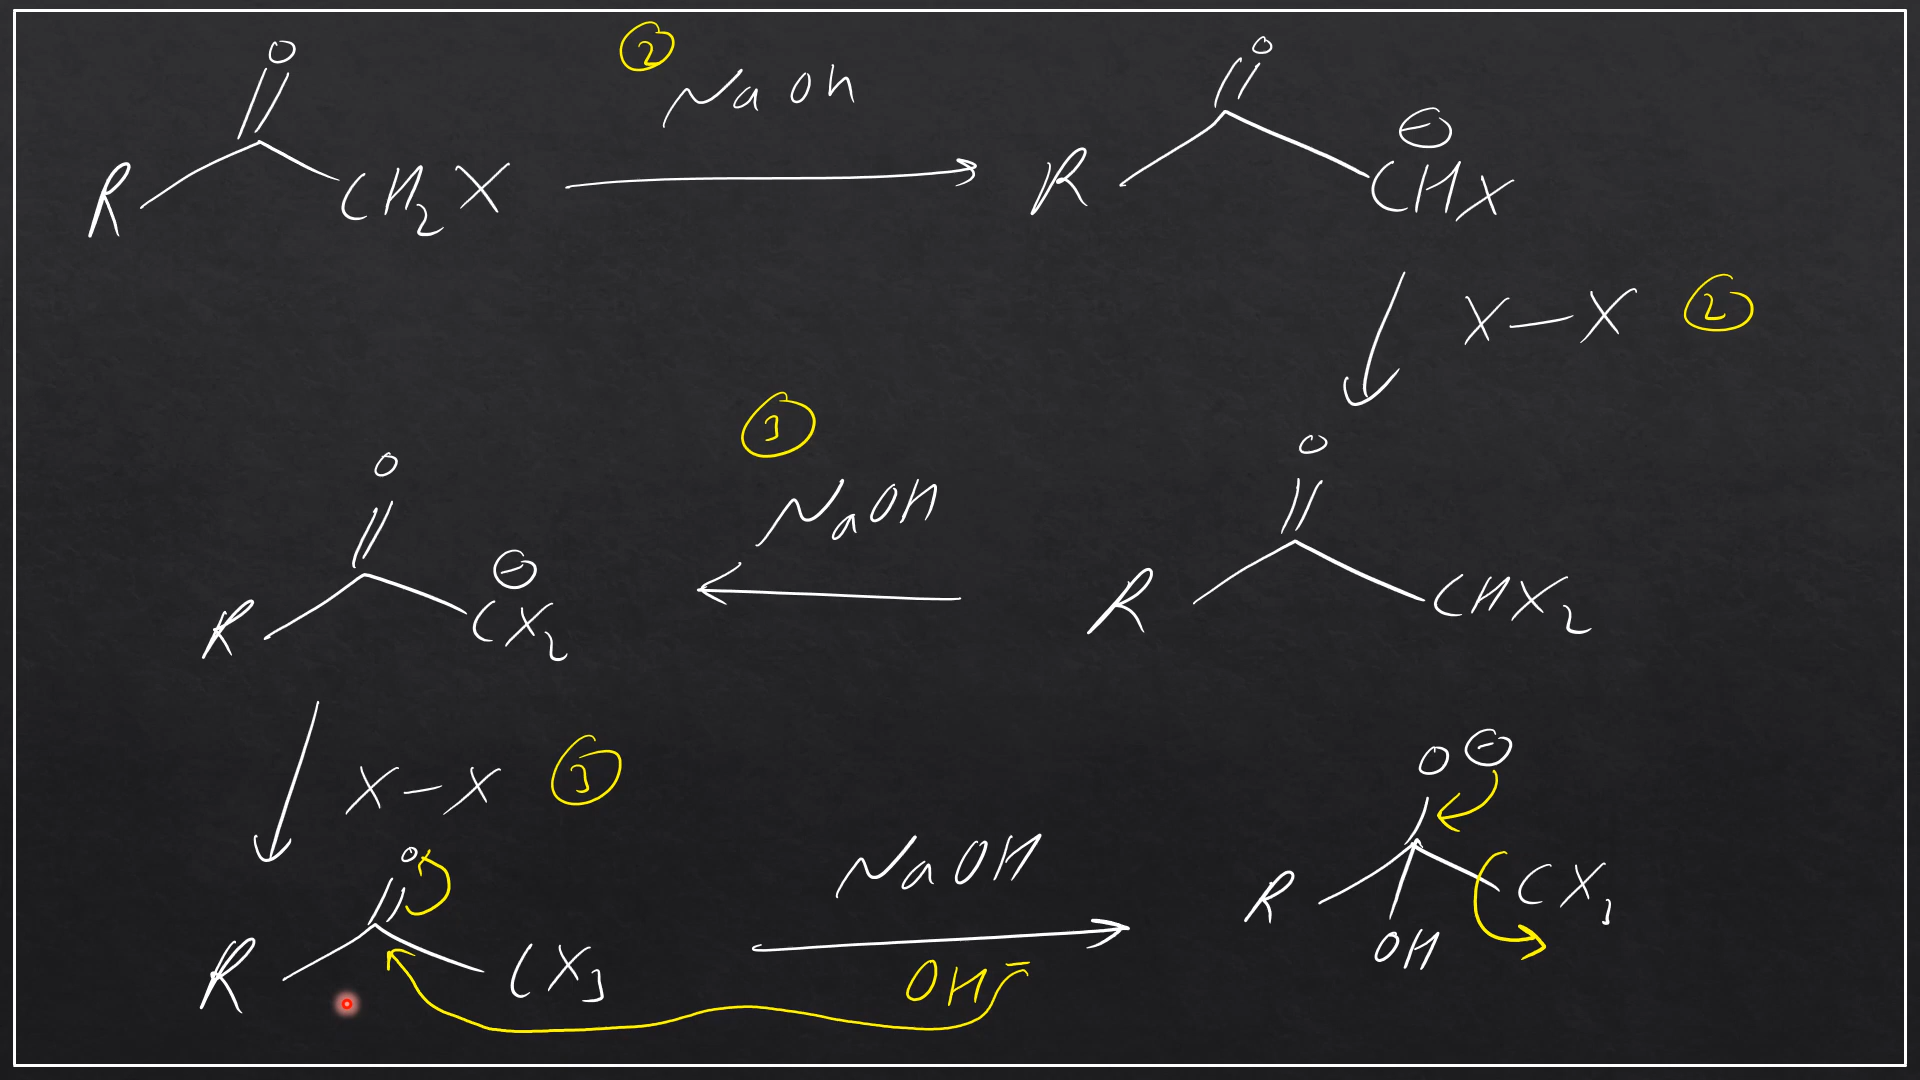 O
R CH₂X
② NaOH
O
R ⊖ CHX
X—X ②
O
R CHX₂
③
NaOH
O
R ⊖ CX₂
X—X ③
O
R CX₃
NaOH
OH⁻
O ⊖
R CX₃
OH